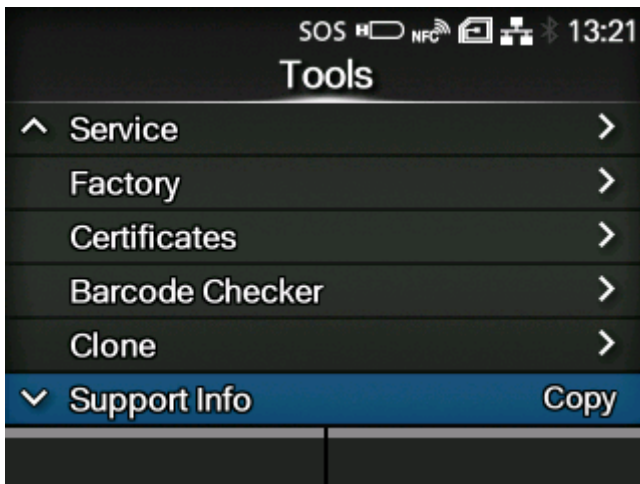 SOS NFC 13:21
Tools
Service
Factory
Certificates
Barcode Checker
Clone
Support Info Copy